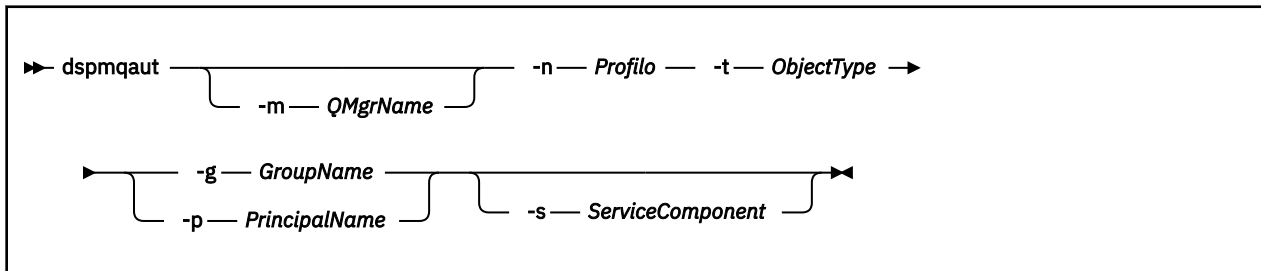 dspmqaut -n Profilo -t ObjectType
-m QMgrName
-g GroupName
-p PrincipalName -s ServiceComponent